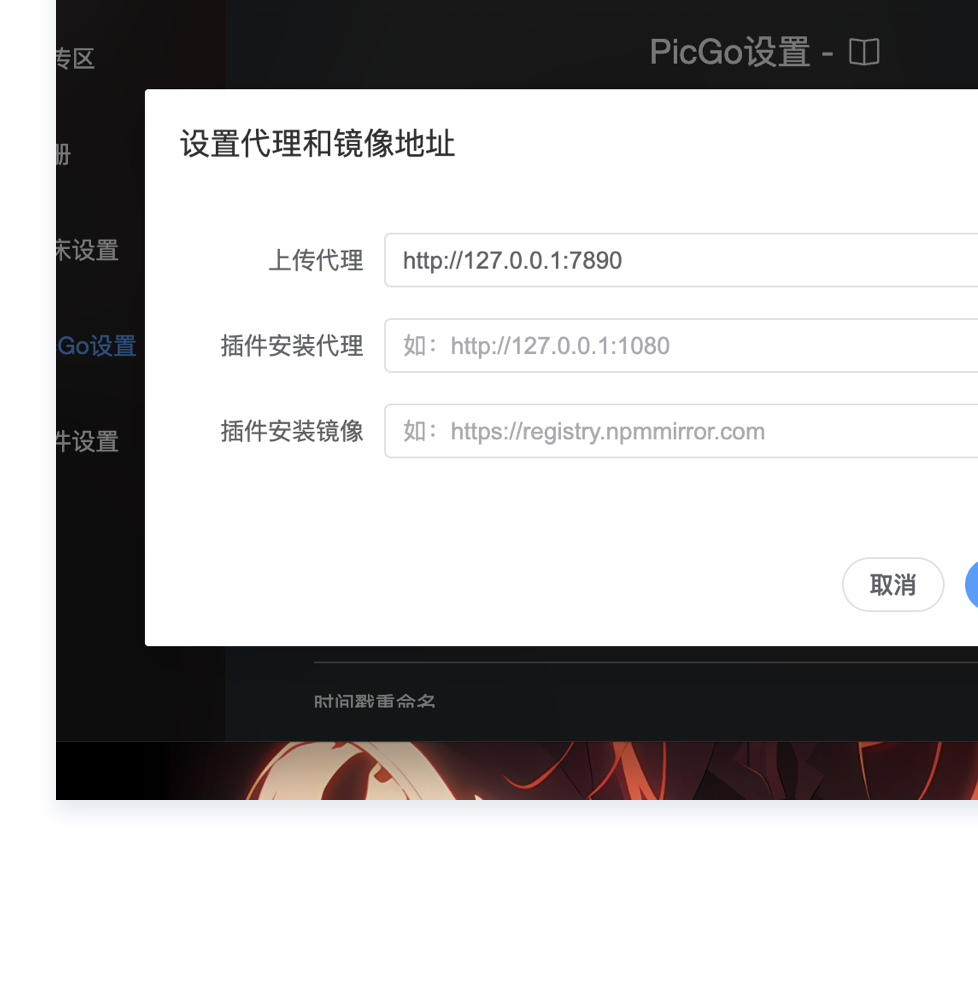 PicGo设置 -
传区
册
床设置
Go设置
件设置
设置代理和镜像地址
上传代理 http://127.0.0.1:7890
插件安装代理 如：http://127.0.0.1:1080
插件安装镜像 如：https://registry.npmmirror.com
取消
时间戳重命名